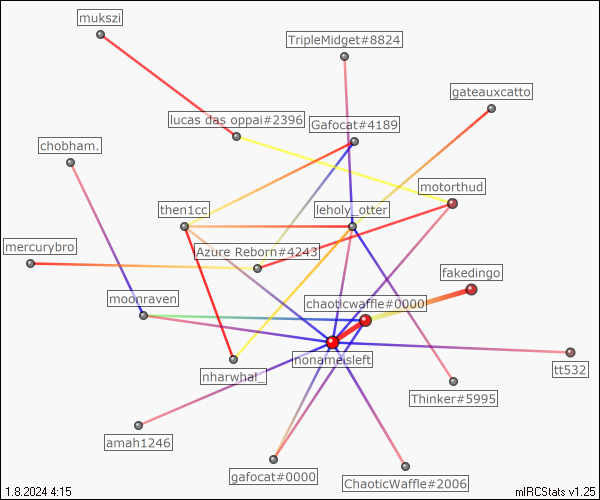 mukszi
TripleMidget#8824
gateauxcatto
lucas das oppai#2396
Gafocat#4189
chobham.
motorthud
then1cc
leholy_otter
mercurybro
Azure Reborn#4243
fakedingo
moonraven
chaoticwaffle#0000
nonameisleft
tt532
nharwhal_
Thinker#5995
amah1246
gafocat#0000
ChaoticWaffle#2006
1.8.2024 4:15
mIRCStats v1.25